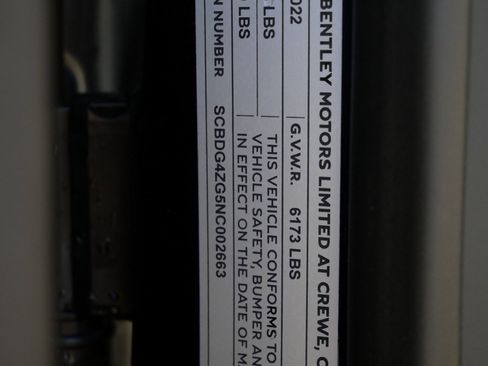 BENTLEY MOTORS LIMITED AT CREWE,
022
G.V.W.R. 6173 LBS
LBS
THIS VEHICLE CONFORMS TO
LBS
VEHICLE SAFETY, BUMPER AN
IN EFFECT ON THE DATE OF M
N NUMBER SCBDG4ZG5NC002663